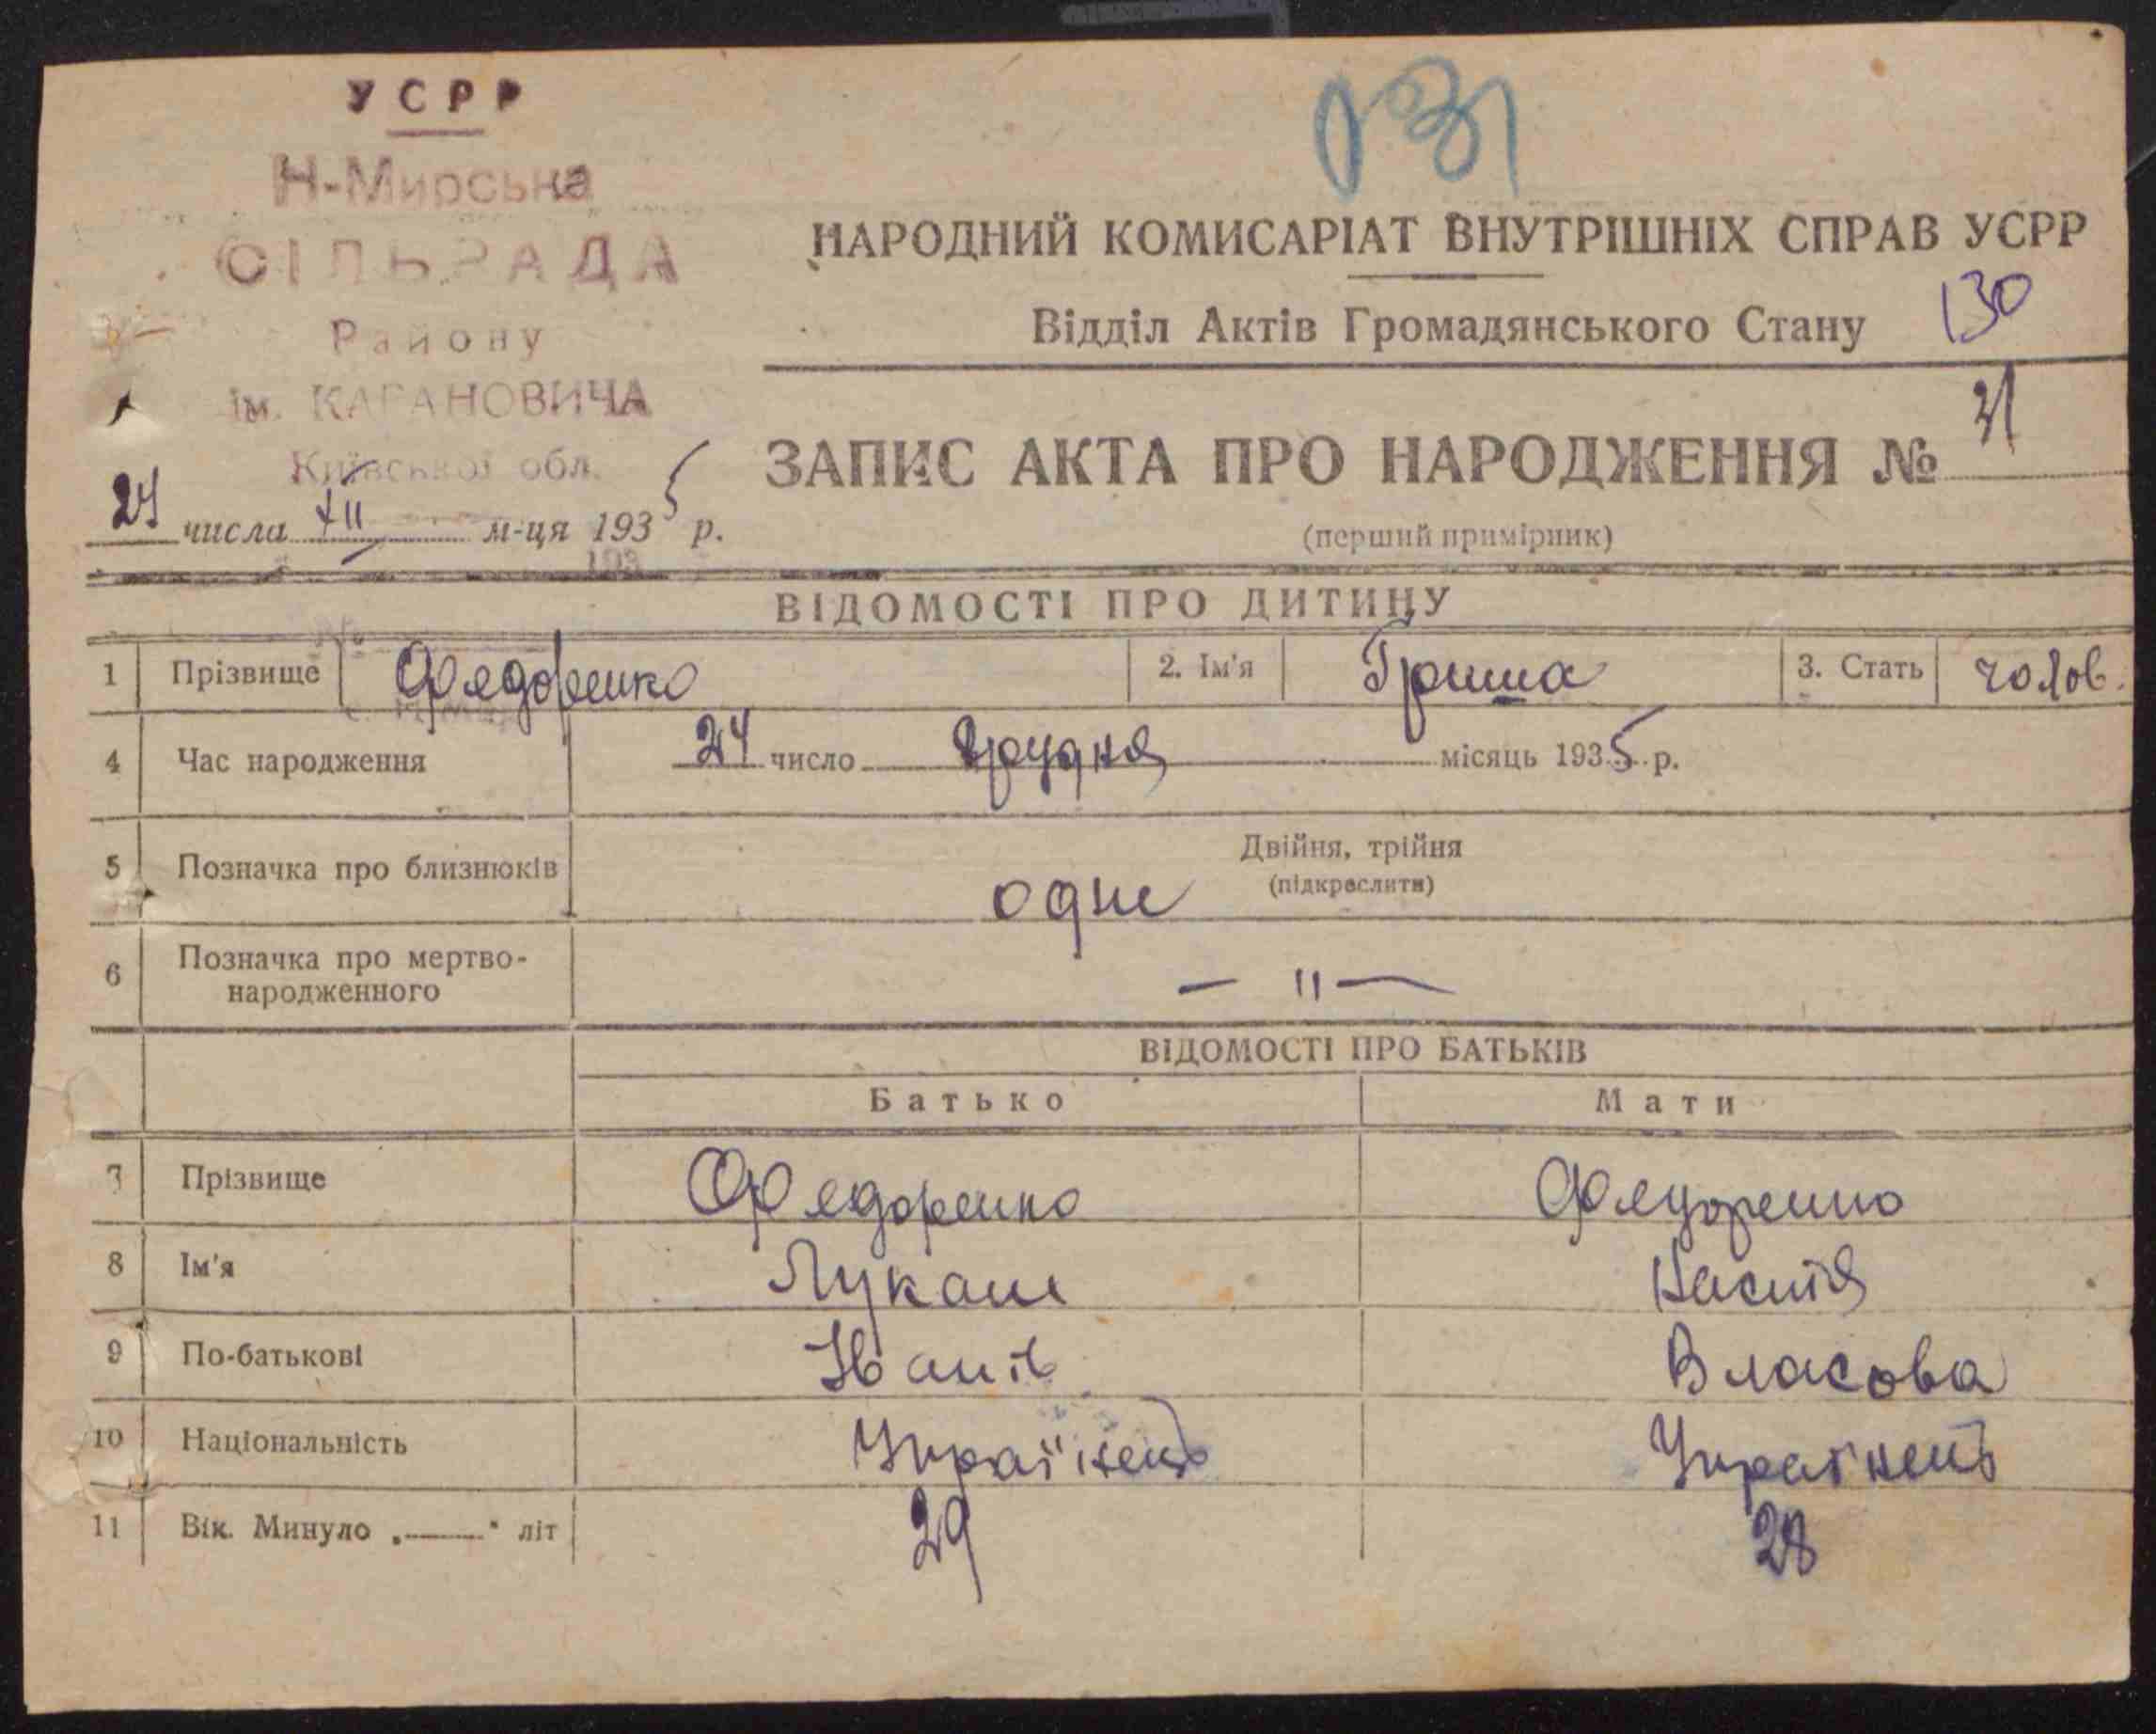 УСРР
Н-Мирська
СІЛЬРАДА
Району
ім. КАГАНОВИЧА
Київської обл.
24 числа XII м-ця 1935 р.
193
НАРОДНИЙ КОМИСАРІАТ ВНУТРІШНІХ СПРАВ УСРР
130
Відділ Актів Громадянського Стану
ЗАПИС АКТА ПРО НАРОДЖЕННЯ № 21
(перший примірник)
ВІДОМОСТІ ПРО ДИТИНУ
1 Прізвище Федоренко 2. Ім'я Гриша 3. Стать чолов.
4 Час народження 24 число грудня місяць 1935 р.
5 Позначка про близнюків одне Двійня, трійня
(підкреслити)
6 Позначка про мертво-
народженного — " —
ВІДОМОСТІ ПРО БАТЬКІВ
Батько Мати
7 Прізвище Федоренко Федоренко
8 Ім'я Лукаш Настя
9 По-батькові Іванів Власова
10 Національність Українець Українець
11 Вік. Минуло „——" літ 29 28